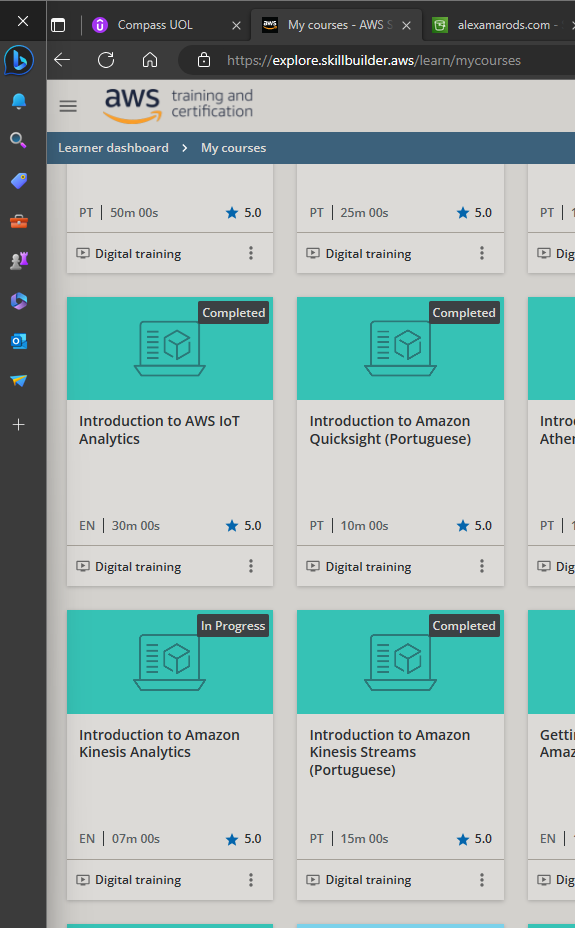 Compass UOL
My courses - AWS S
alexamarods.com -
https://explore.skillbuilder.aws/learn/mycourses
aws training and
certification
Learner dashboard > My courses
PT | 50m 00s 5.0
PT | 25m 00s 5.0
PT | 1
Digital training
Digital training
Dig
Completed
Introduction to AWS IoT
Analytics
EN | 30m 00s 5.0
Digital training
Completed
Introduction to Amazon
Quicksight (Portuguese)
PT | 10m 00s 5.0
Digital training
Intro
Ather
PT | 1
Dig
In Progress
Introduction to Amazon
Kinesis Analytics
EN | 07m 00s 5.0
Digital training
Completed
Introduction to Amazon
Kinesis Streams
(Portuguese)
PT | 15m 00s 5.0
Digital training
Getti
Amaz
EN |
Dig